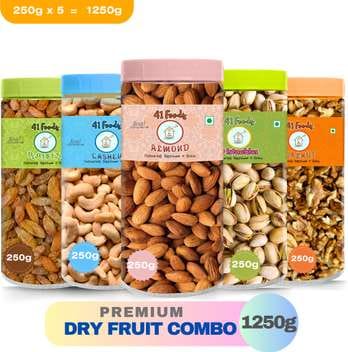 250g x 5 = 1250g
41 Foods
41 Foods
41 Foods
41 Foods
41 Foods
RAISIN
CASHEW
ALMOND
250g
250g
250g
250g
250g
PREMIUM
DRY FRUIT COMBO 1250g